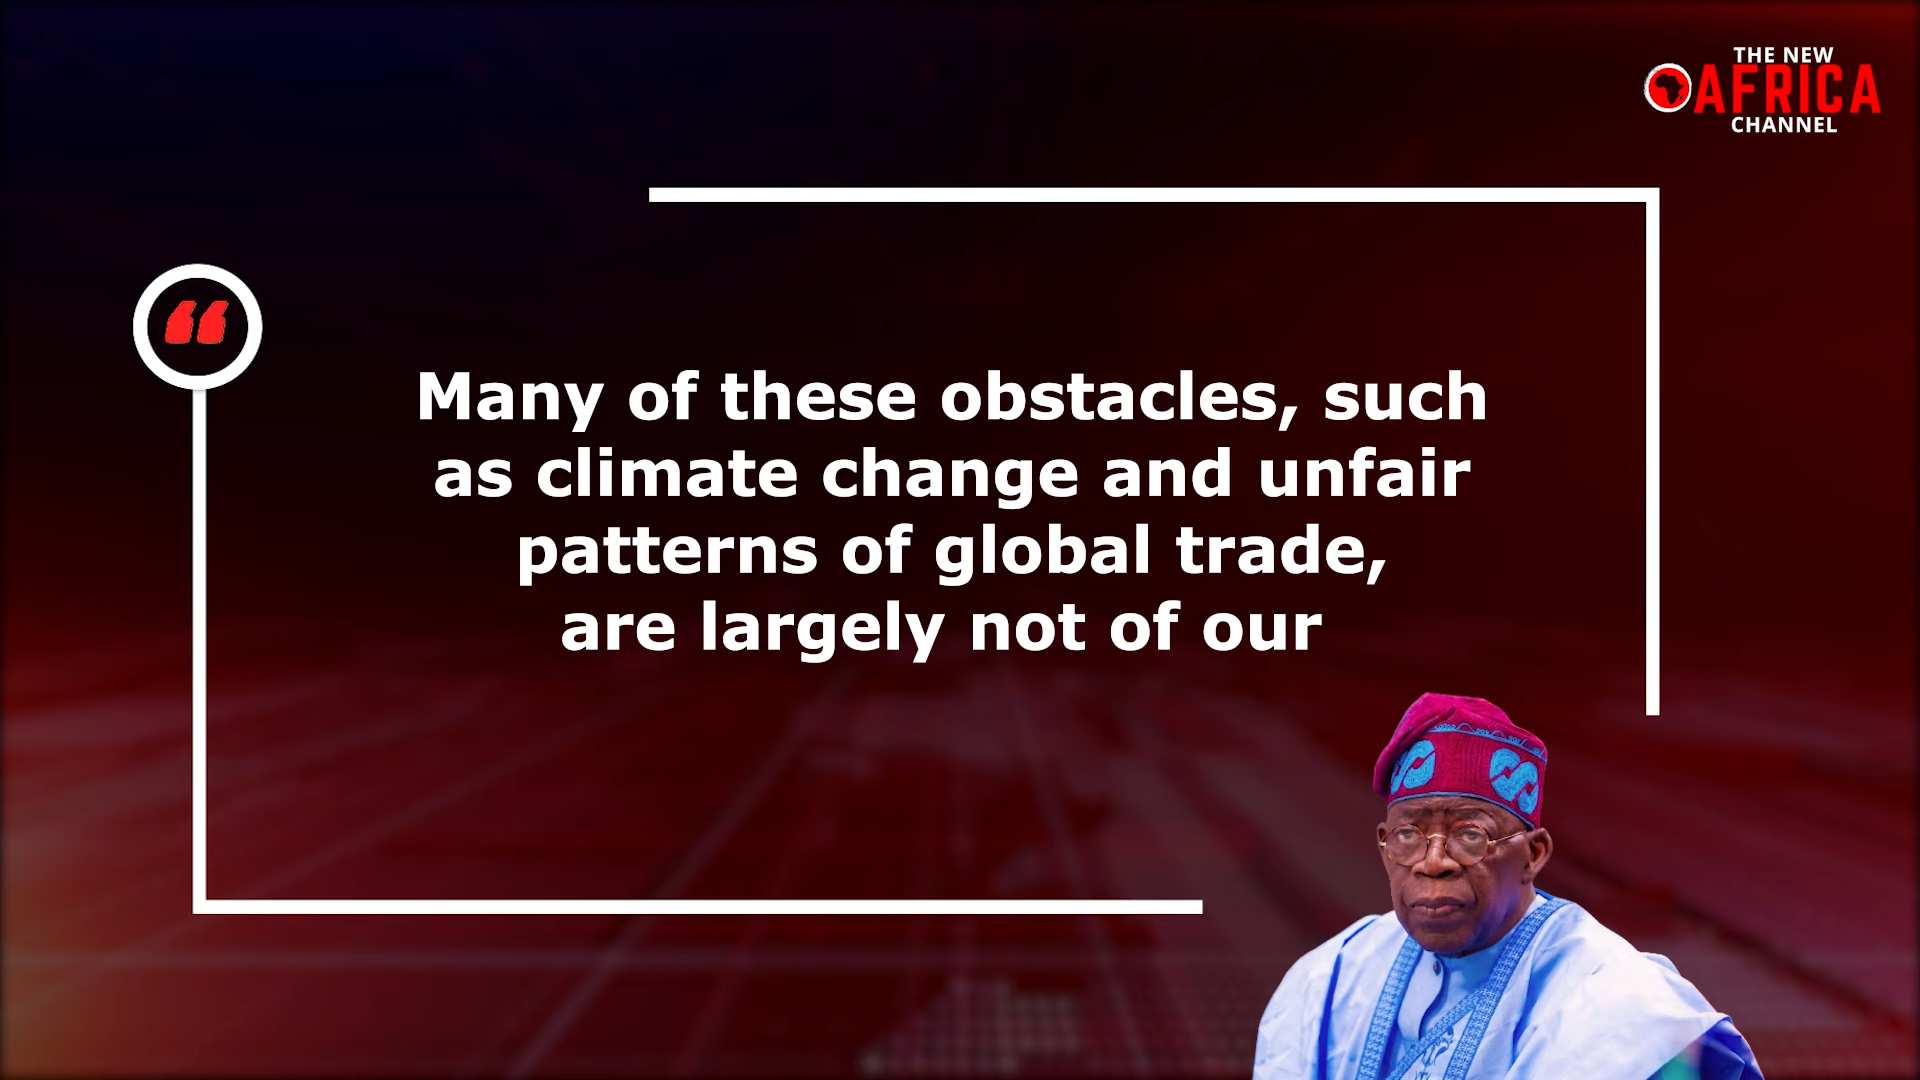 THE NEW
AFRICA
CHANNEL
“
Many of these obstacles, such
as climate change and unfair
patterns of global trade,
are largely not of our